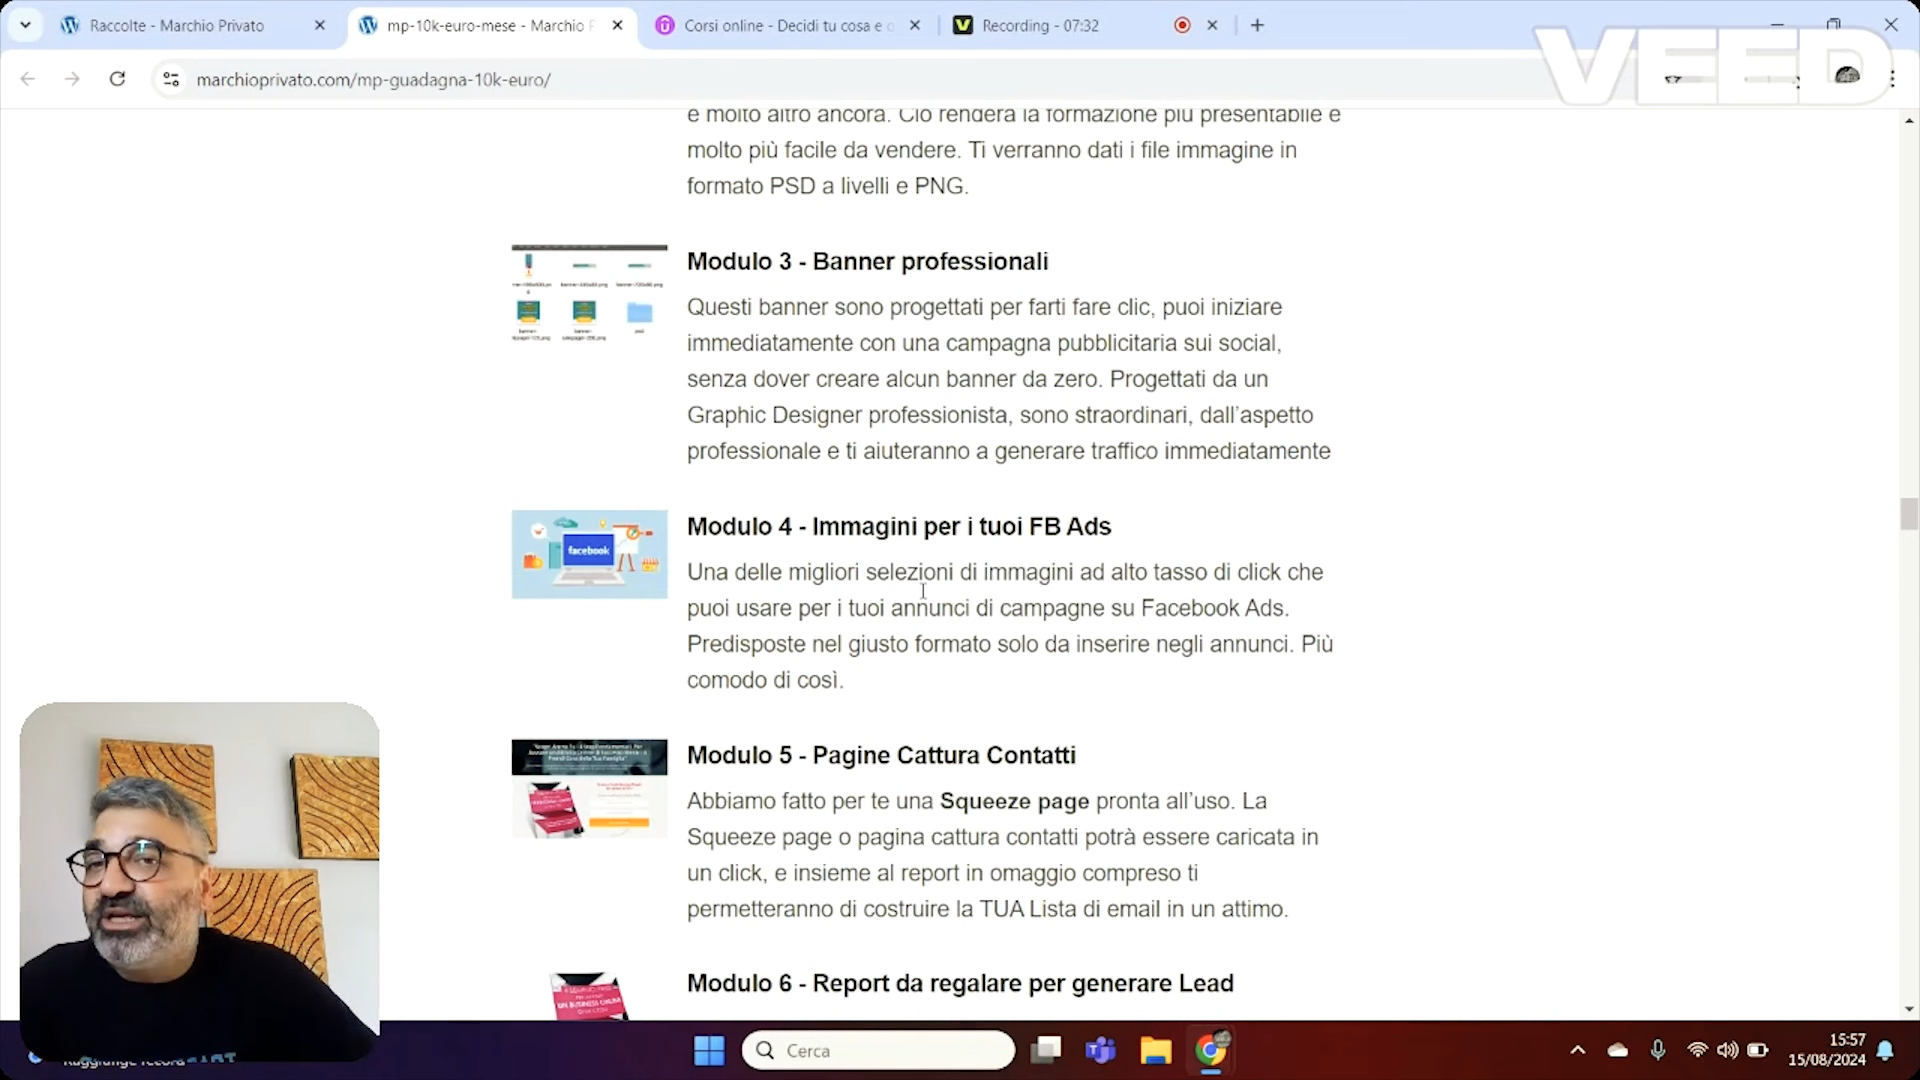 Raccolte - Marchio Privato
mp-10k-euro-mese - Marchio P
Corsi online - Decidi tu cosa e o
Recording - 07:32
VEED
marchioprivato.com/mp-guadagna-10k-euro/
e molto altro ancora. Ciò renderà la formazione più presentabile e
molto più facile da vendere. Ti verranno dati i file immagine in
formato PSD a livelli e PNG.
Modulo 3 - Banner professionali
Questi banner sono progettati per farti fare clic, puoi iniziare
immediatamente con una campagna pubblicitaria sui social,
senza dover creare alcun banner da zero. Progettati da un
Graphic Designer professionista, sono straordinari, dall’aspetto
professionale e ti aiuteranno a generare traffico immediatamente
facebook
Modulo 4 - Immagini per i tuoi FB Ads
Una delle migliori selezioni di immagini ad alto tasso di click che
puoi usare per i tuoi annunci di campagne su Facebook Ads.
Predisposte nel giusto formato solo da inserire negli annunci. Più
comodo di così.
Modulo 5 - Pagine Cattura Contatti
Abbiamo fatto per te una Squeeze page pronta all’uso. La
Squeeze page o pagina cattura contatti potrà essere caricata in
un click, e insieme al report in omaggio compreso ti
permetteranno di costruire la TUA Lista di email in un attimo.
Modulo 6 - Report da regalare per generare Lead
UN BUSINESS ONLINE
Cerca
15:57
15/08/2024